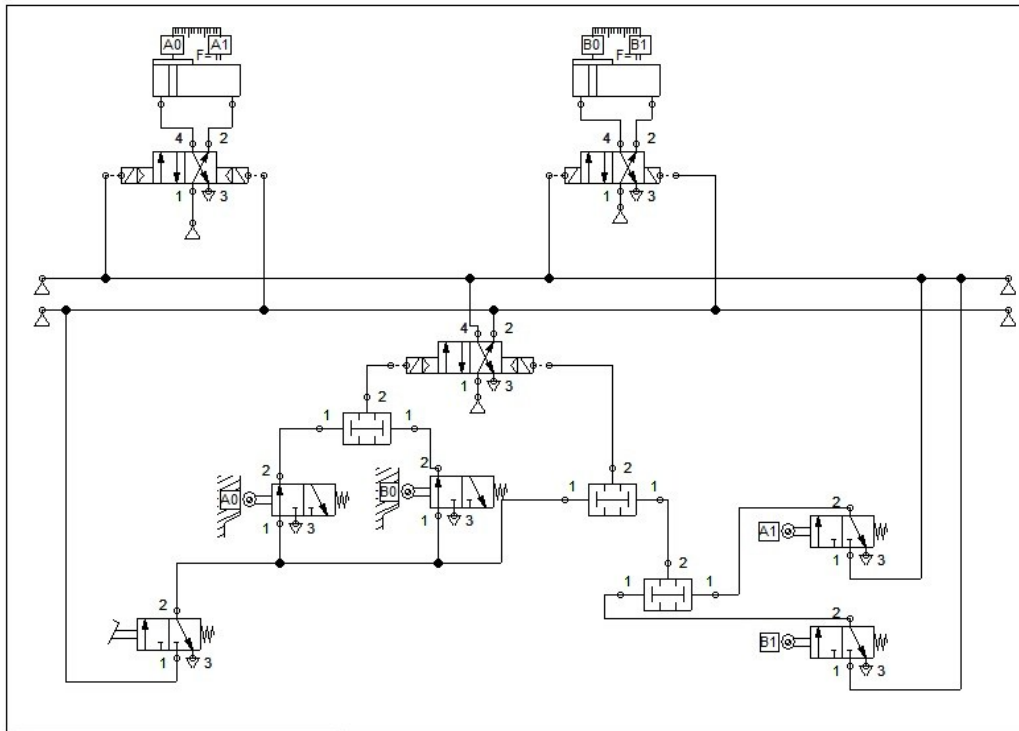 A0 A1 B0 B1
F= F=
4 2 4 2
1 3 1 3
4 2
1 3
2
1 1
2 2 2
A0 B0 1 1
2
1 3 1 3 A1
2 1 3
1 1
2 2
B1
1 3 1 3